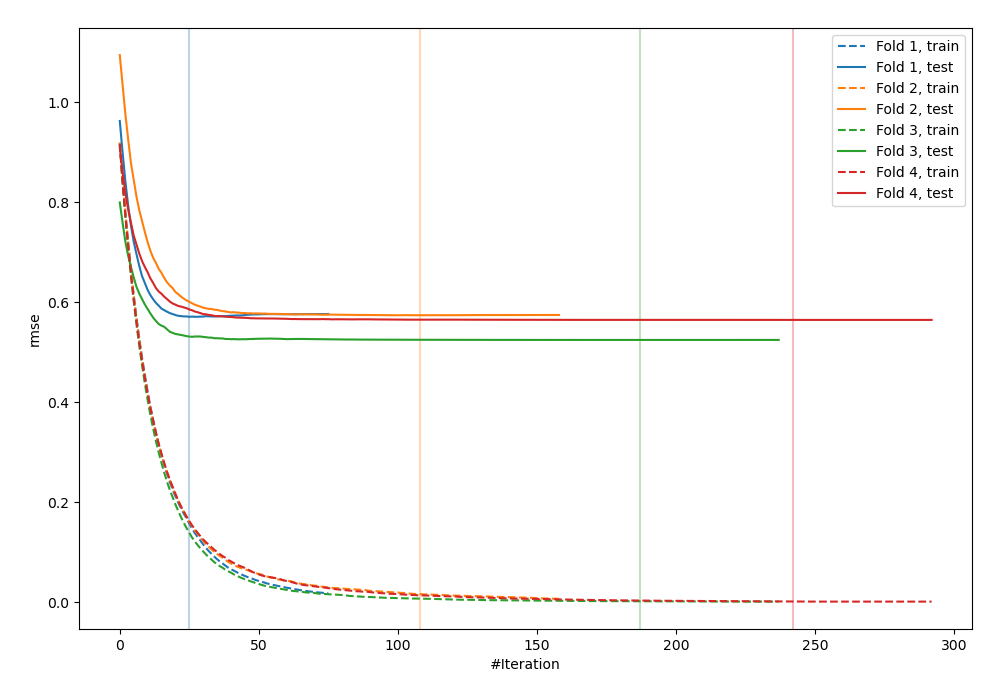 Fold 1, train
Fold 1, test
Fold 2, train
Fold 2, test
Fold 3, train
Fold 3, test
Fold 4, train
Fold 4, test
rmse
1.0
0.8
0.6
0.4
0.2
0.0
0 50 100 150 200 250 300
#Iteration